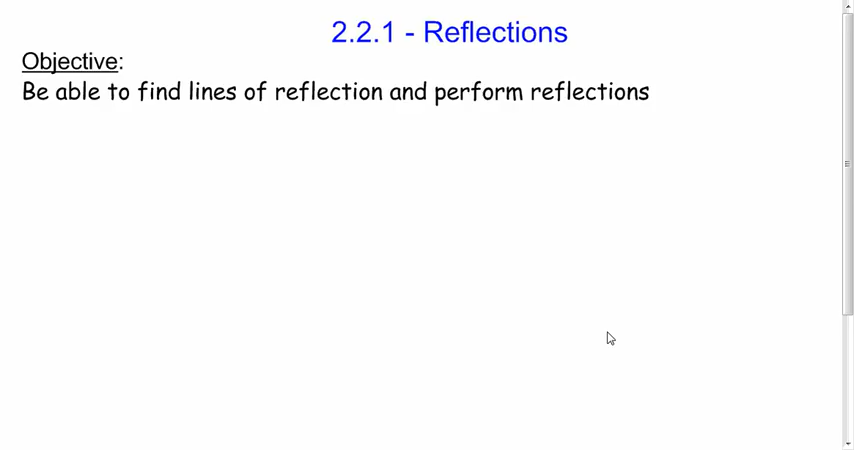 2.2.1 - Reflections
Objective:
Be able to find lines of reflection and perform reflections